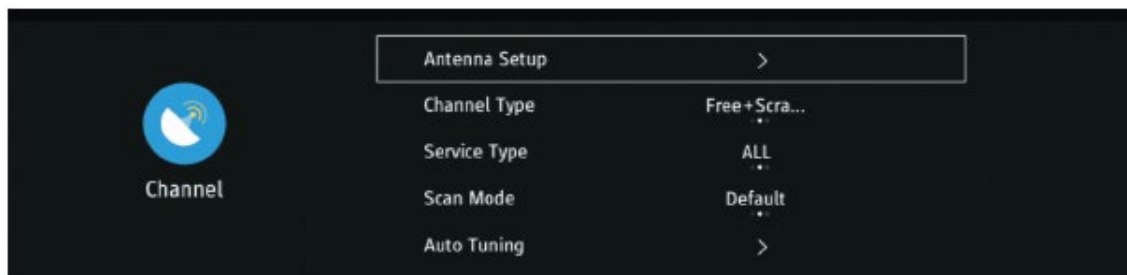 Antenna Setup >
Channel Type Free+Scra...
Service Type ALL
Channel
Scan Mode Default
Auto Tuning >